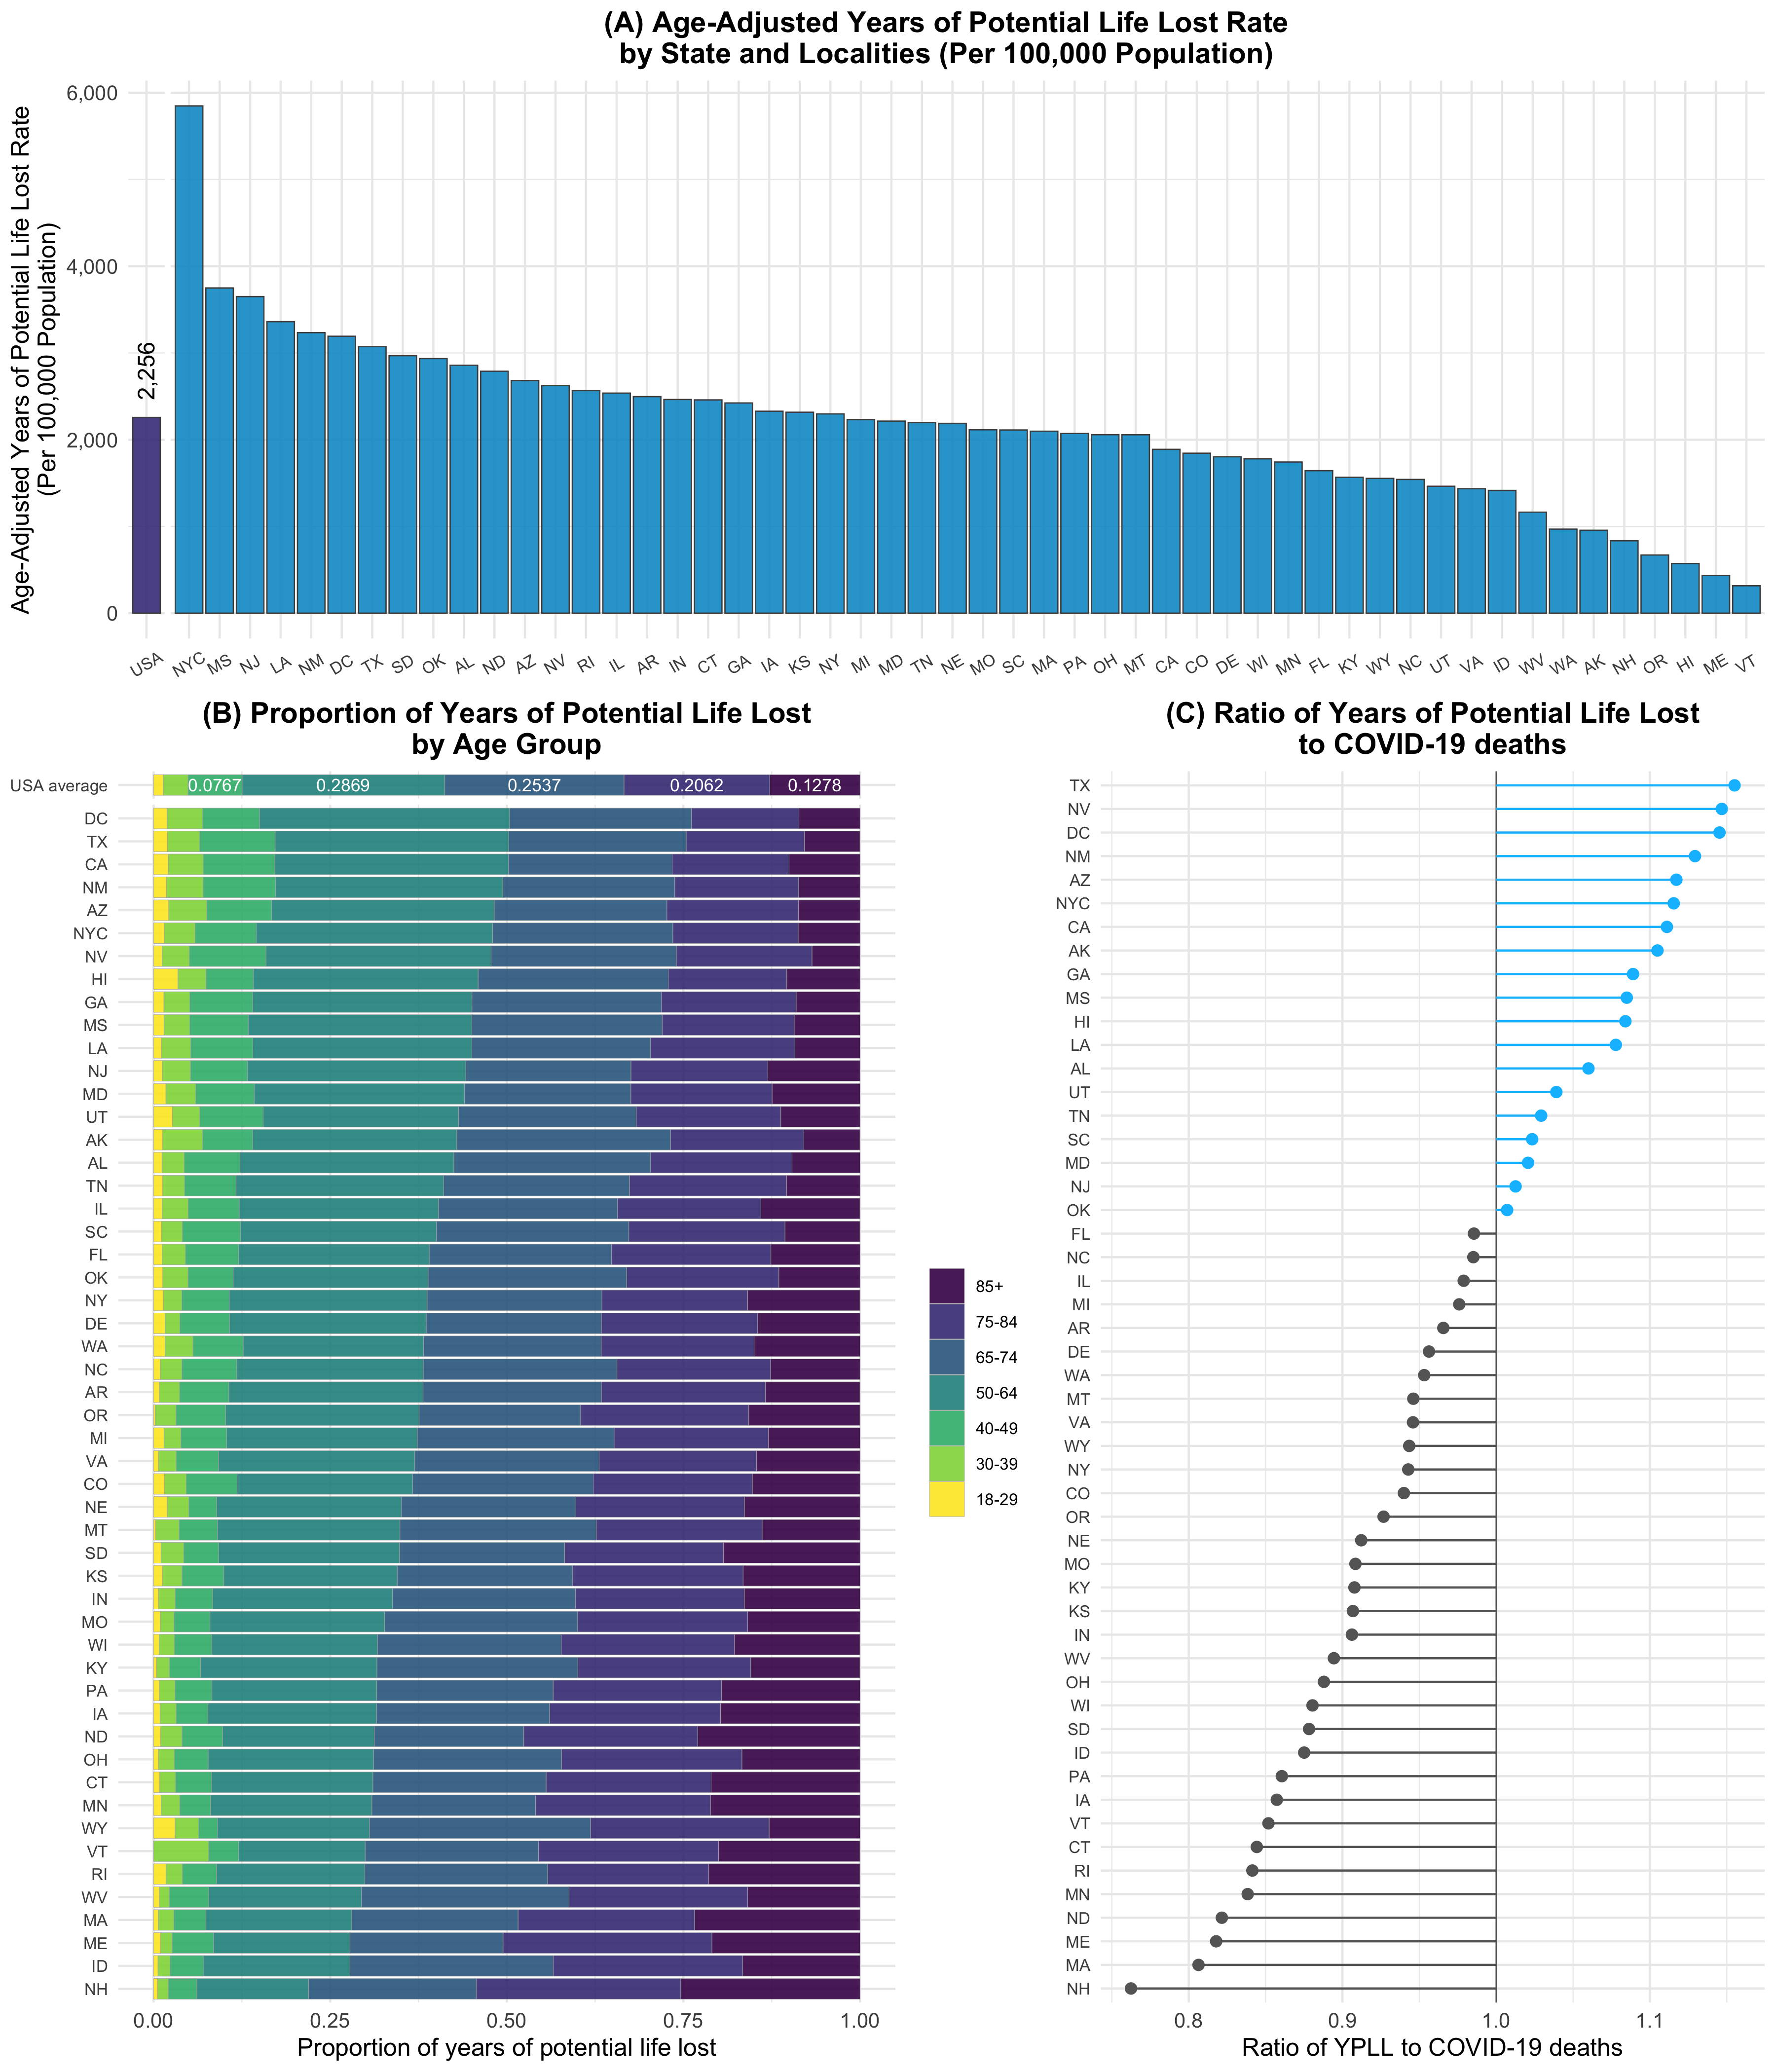 (A) Age-Adjusted Years of Potential Life Lost Rate
by State and Localities (Per 100,000 Population)
Age-Adjusted Years of Potential Life Lost Rate
(Per 100,000 Population)
6,000
4,000
2,000
0
2,256
USA NYC MS NJ LA NM DC TX SD OK AL ND AZ NV RI IL AR IN CT GA IA KS NY MI MD TN NE MO SC MA PA OH MT CA CO DE WI MN FL KY WY NC UT VA ID WV WA AK NH OR HI ME VT
(B) Proportion of Years of Potential Life Lost
by Age Group
USA average 0.0767 0.2869 0.2537 0.2062 0.1278
DC
TX
CA
NM
AZ
NYC
NV
HI
GA
MS
LA
NJ
MD
UT
AK
AL
TN
IL
SC
FL
OK
NY
DE
WA
NC
AR
OR
MI
VA
CO
NE
MT
SD
KS
IN
MO
WI
KY
PA
IA
ND
OH
CT
MN
WY
VT
RI
WV
MA
ME
ID
NH
0.00 0.25 0.50 0.75 1.00
Proportion of years of potential life lost
85+
75-84
65-74
50-64
40-49
30-39
18-29
(C) Ratio of Years of Potential Life Lost
to COVID-19 deaths
TX
NV
DC
NM
AZ
NYC
CA
AK
GA
MS
HI
LA
AL
UT
TN
SC
MD
NJ
OK
FL
NC
IL
MI
AR
DE
WA
MT
VA
WY
NY
CO
OR
NE
MO
KY
KS
IN
WV
OH
WI
SD
ID
PA
IA
VT
CT
RI
MN
ND
ME
MA
NH
0.8 0.9 1.0 1.1
Ratio of YPLL to COVID-19 deaths